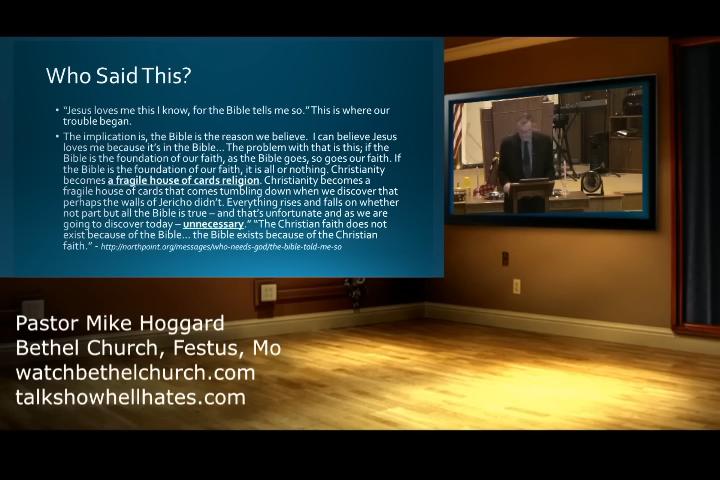 Who Said This?
• "Jesus loves me this I know, for the Bible tells me so." This is where our
trouble began.
• The implication is, the Bible is the reason we believe.  I can believe Jesus
loves me because it's in the Bible... The problem with that is this; if the
Bible is the foundation of our faith, as the Bible goes, so goes our faith. If
the Bible is the foundation of our faith, it is all or nothing. Christianity
becomes a fragile house of cards religion. Christianity becomes a
fragile house of cards that comes tumbling down when we discover that
perhaps the walls of Jericho didn't. Everything rises and falls on whether
not part but all the Bible is true – and that's unfortunate and as we are
going to discover today – unnecessary." "The Christian faith does not
exist because of the Bible... the Bible exists because of the Christian
faith." - http://northpoint.org/messages/who-needs-god/the-bible-told-me-so
Pastor Mike Hoggard
Bethel Church, Festus, Mo
watchbethelchurch.com
talkshowhellhates.com